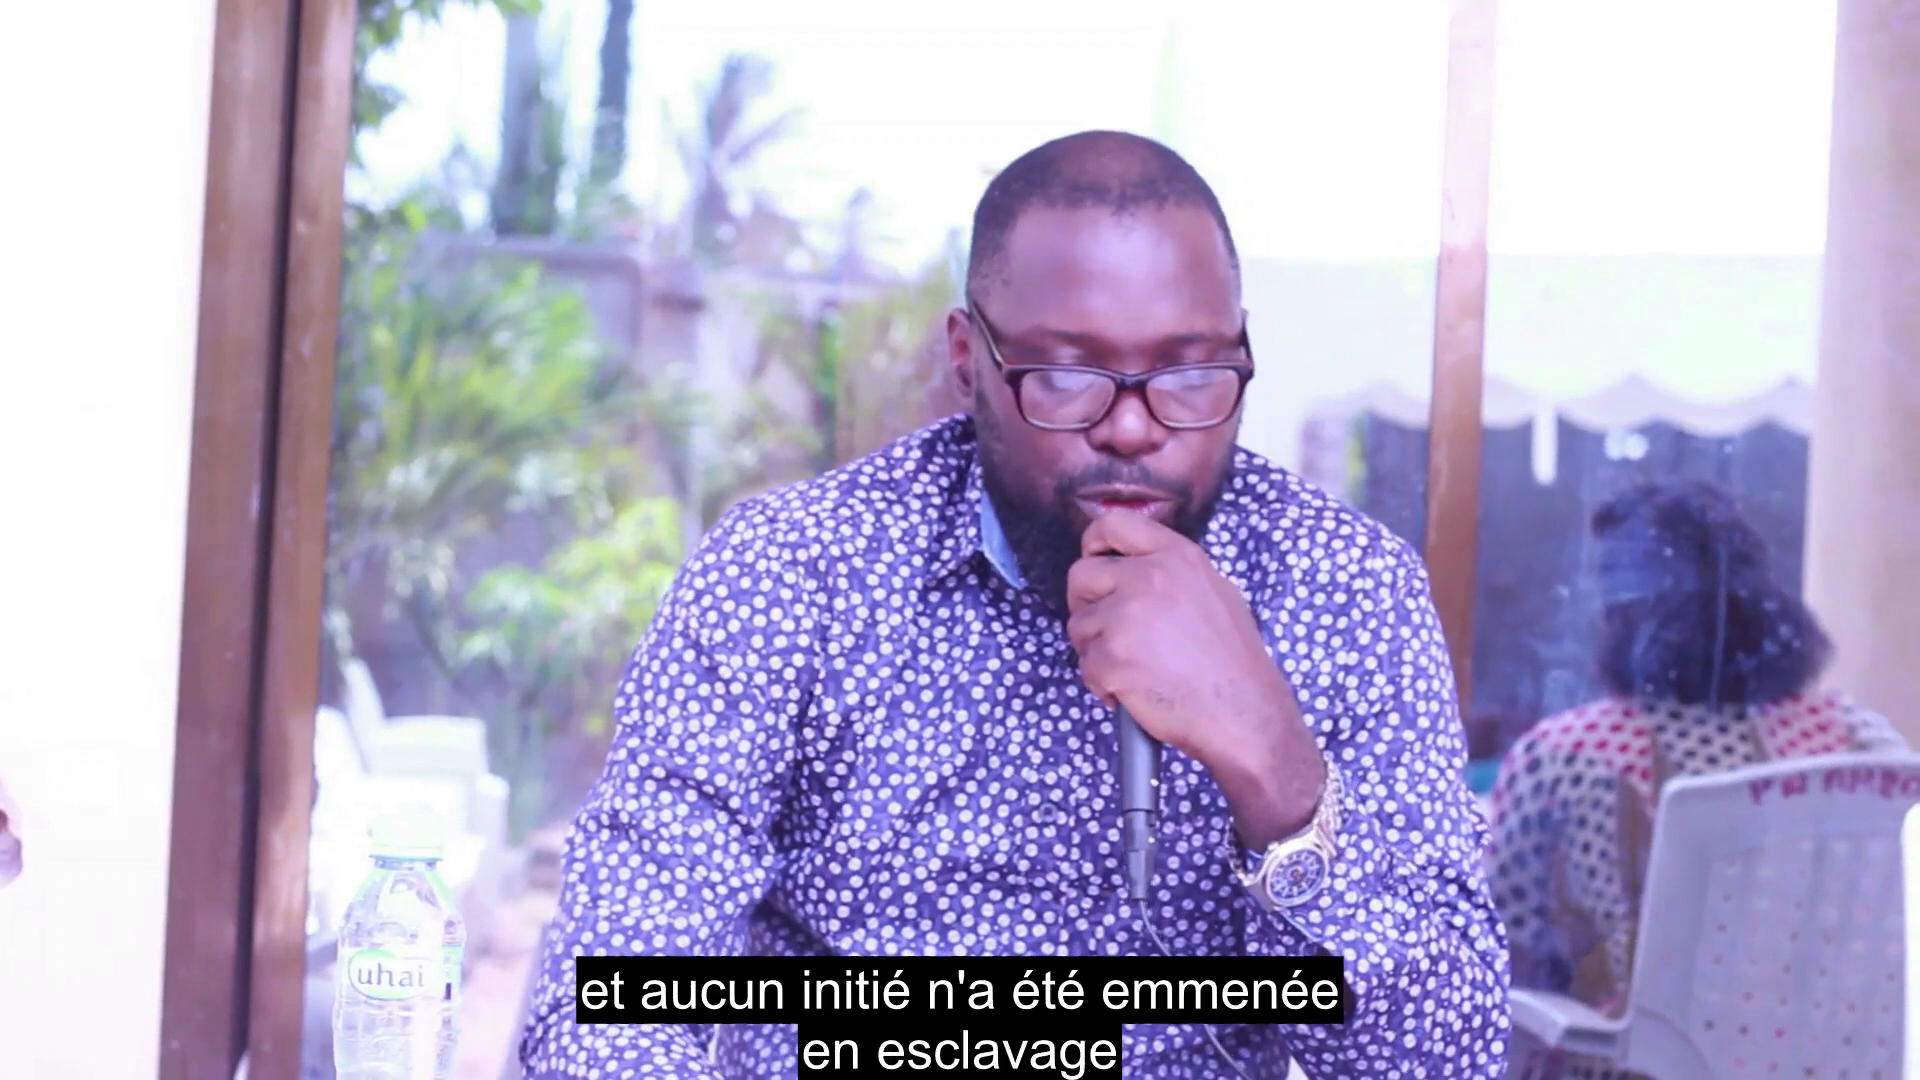 uhai
et aucun initié n'a été emmenée
en esclavage